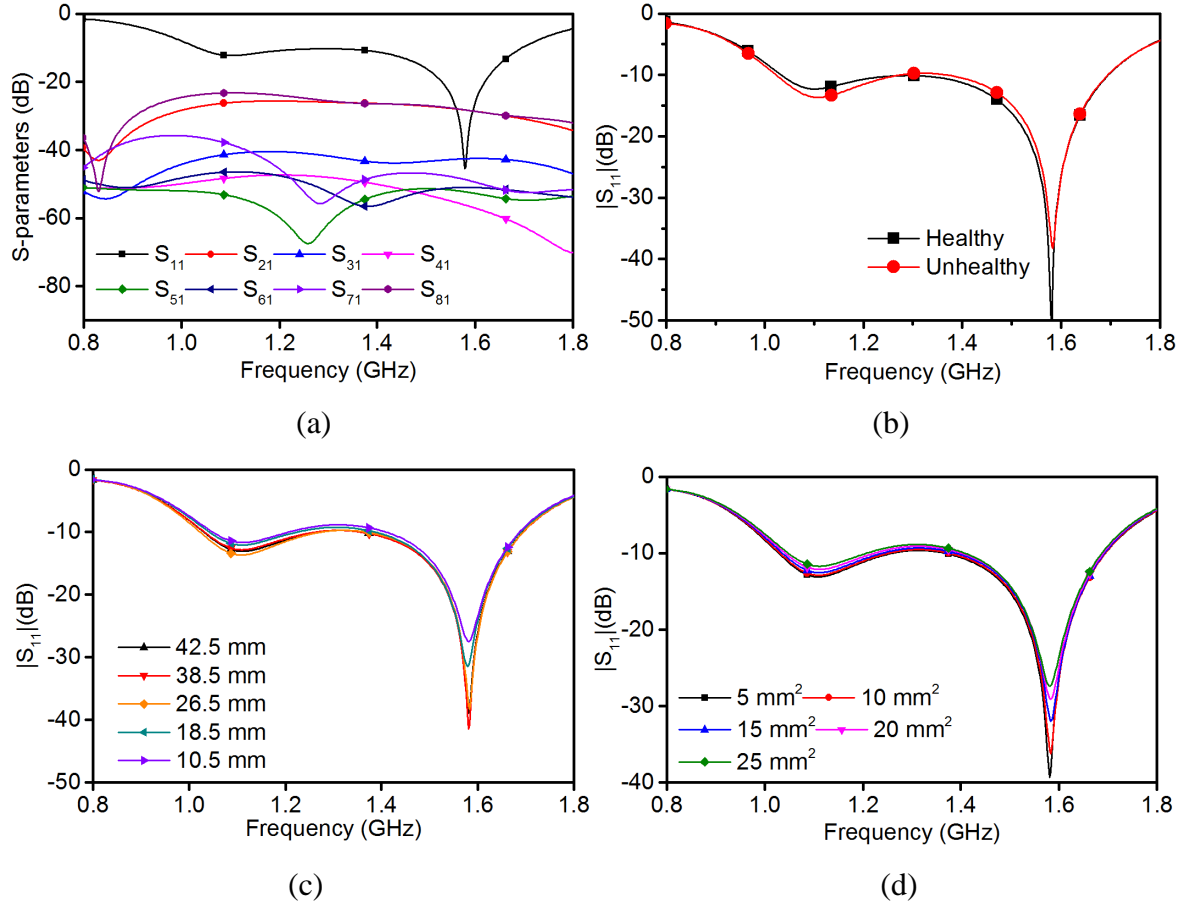 0
-20
-40
-60
-80
S-parameters (dB)
S11 S21 S31 S41
S51 S61 S71 S81
0.8 1.0 1.2 1.4 1.6 1.8
Frequency (GHz)
(a)
0
-10
-20
-30
-40
-50
|S11|(dB)
Healthy
Unhealthy
0.8 1.0 1.2 1.4 1.6 1.8
Frequency (GHz)
(b)
0
-10
-20
-30
-40
-50
|S11|(dB)
42.5 mm
38.5 mm
26.5 mm
18.5 mm
10.5 mm
0.8 1.0 1.2 1.4 1.6 1.8
Frequency (GHz)
(c)
0
-10
-20
-30
-40
|S11|(dB)
5 mm² 10 mm²
15 mm² 20 mm²
25 mm²
0.8 1.0 1.2 1.4 1.6 1.8
Frequency (GHz)
(d)